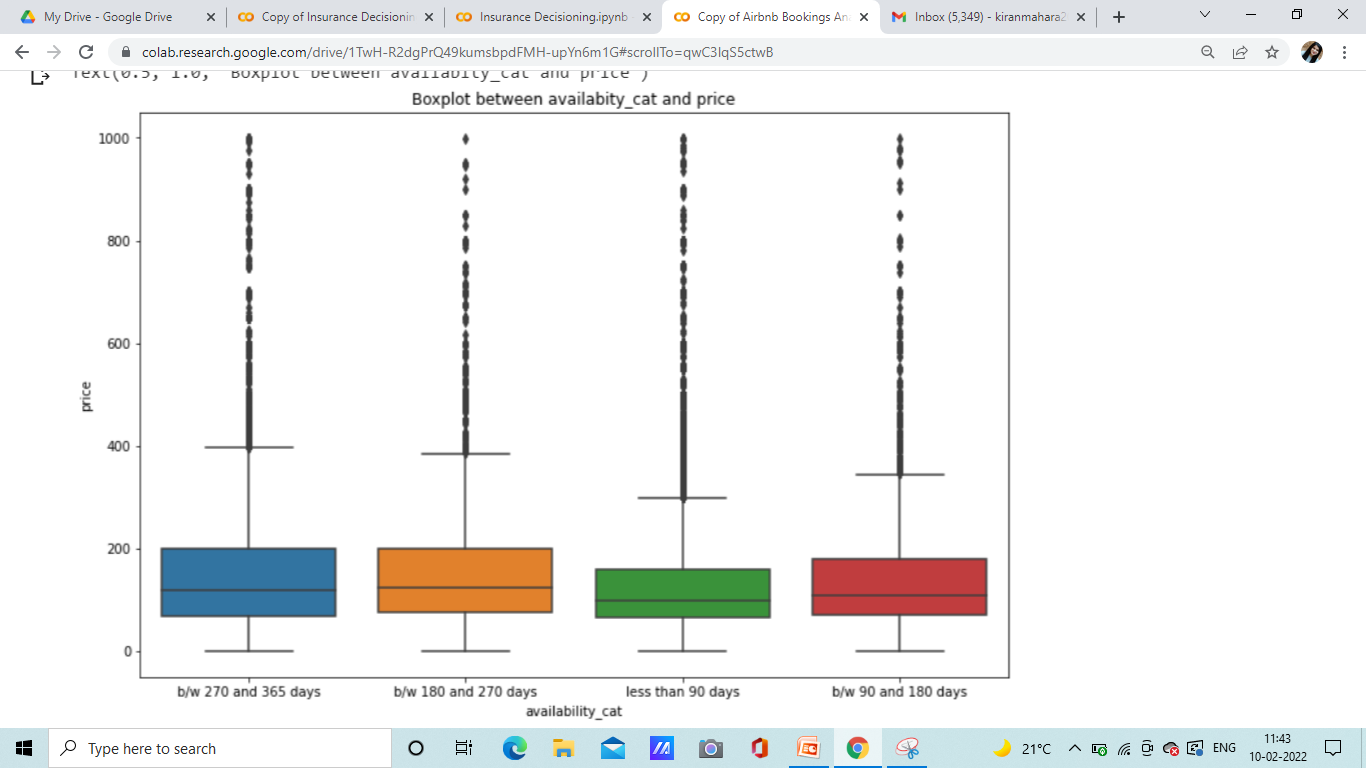 My Drive - Google Drive
Copy of Insurance Decisionin
Insurance Decisioning.ipynb
Copy of Airbnb Bookings An
Inbox (5,349) - kiranmahara2
colab.research.google.com/drive/1TwH-R2dgPrQ49kumsbpdFMH-upYn6m1G#scrollTo=qwC3IqS5ctwB
Text(0.5, 1.0, 'Boxplot between availabity_cat and price')
Boxplot between availabity_cat and price
1000
800
600
400
200
0
price
b/w 270 and 365 days
b/w 180 and 270 days
less than 90 days
b/w 90 and 180 days
availability_cat
Type here to search
21°C
ENG
11:43
10-02-2022